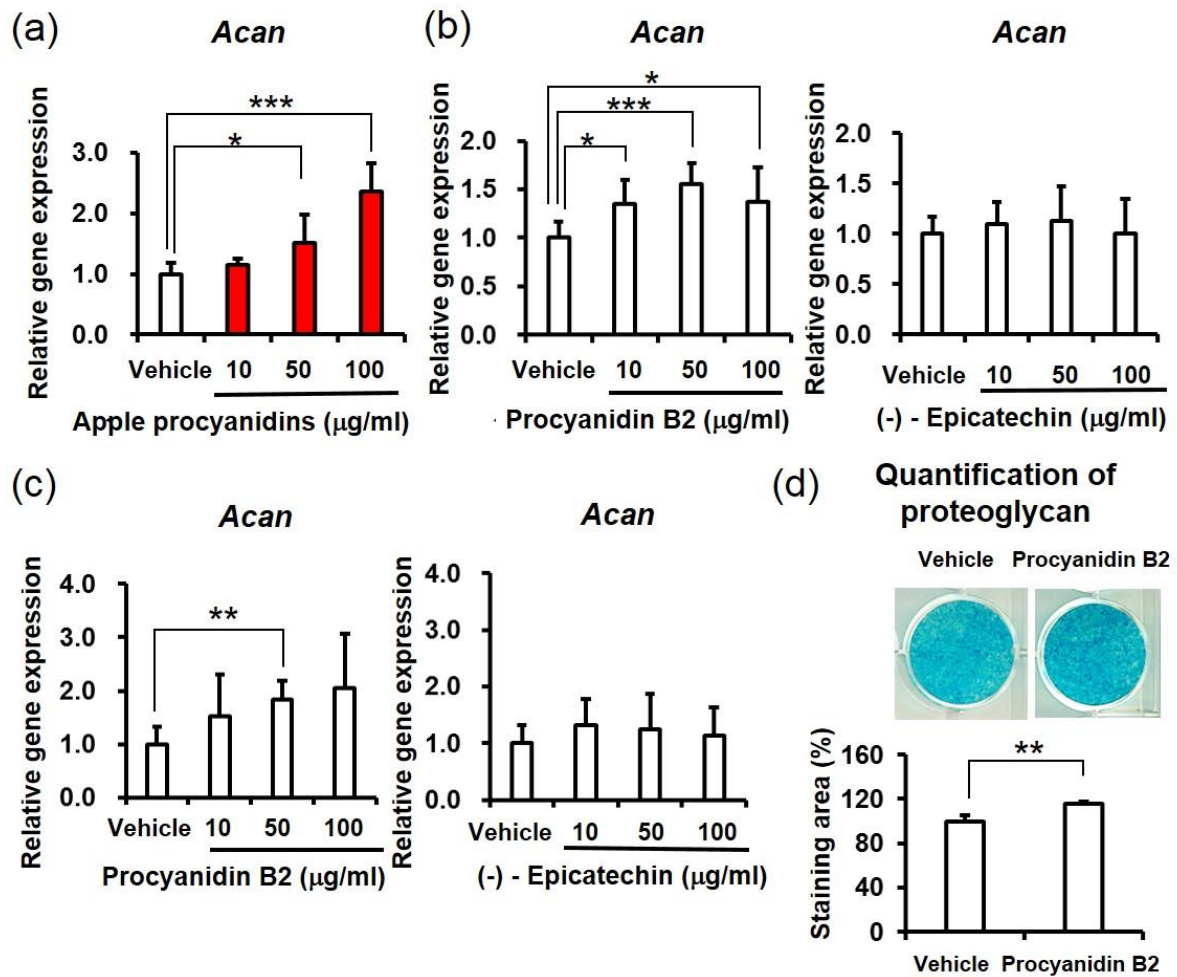 (a)
Acan
Relative gene expression
3.0
2.0
1.0
0.0
***
*
Vehicle 10 50 100
Apple procyanidins (μg/ml)
(b)
Acan
Relative gene expression
2.0
1.5
1.0
0.5
0.0
*
***
*
Vehicle 10 50 100
Procyanidin B2 (μg/ml)
Acan
Relative gene expression
2.0
1.5
1.0
0.5
0.0
Vehicle 10 50 100
(-) - Epicatechin (μg/ml)
(c)
Acan
Relative gene expression
4.0
3.0
2.0
1.0
0.0
**
Vehicle 10 50 100
Procyanidin B2 (μg/ml)
Acan
Relative gene expression
4.0
3.0
2.0
1.0
0.0
Vehicle 10 50 100
(-) - Epicatechin (μg/ml)
(d)
Quantification of
proteoglycan
Vehicle Procyanidin B2
Staining area (%)
160
120
80
40
0
**
Vehicle Procyanidin B2